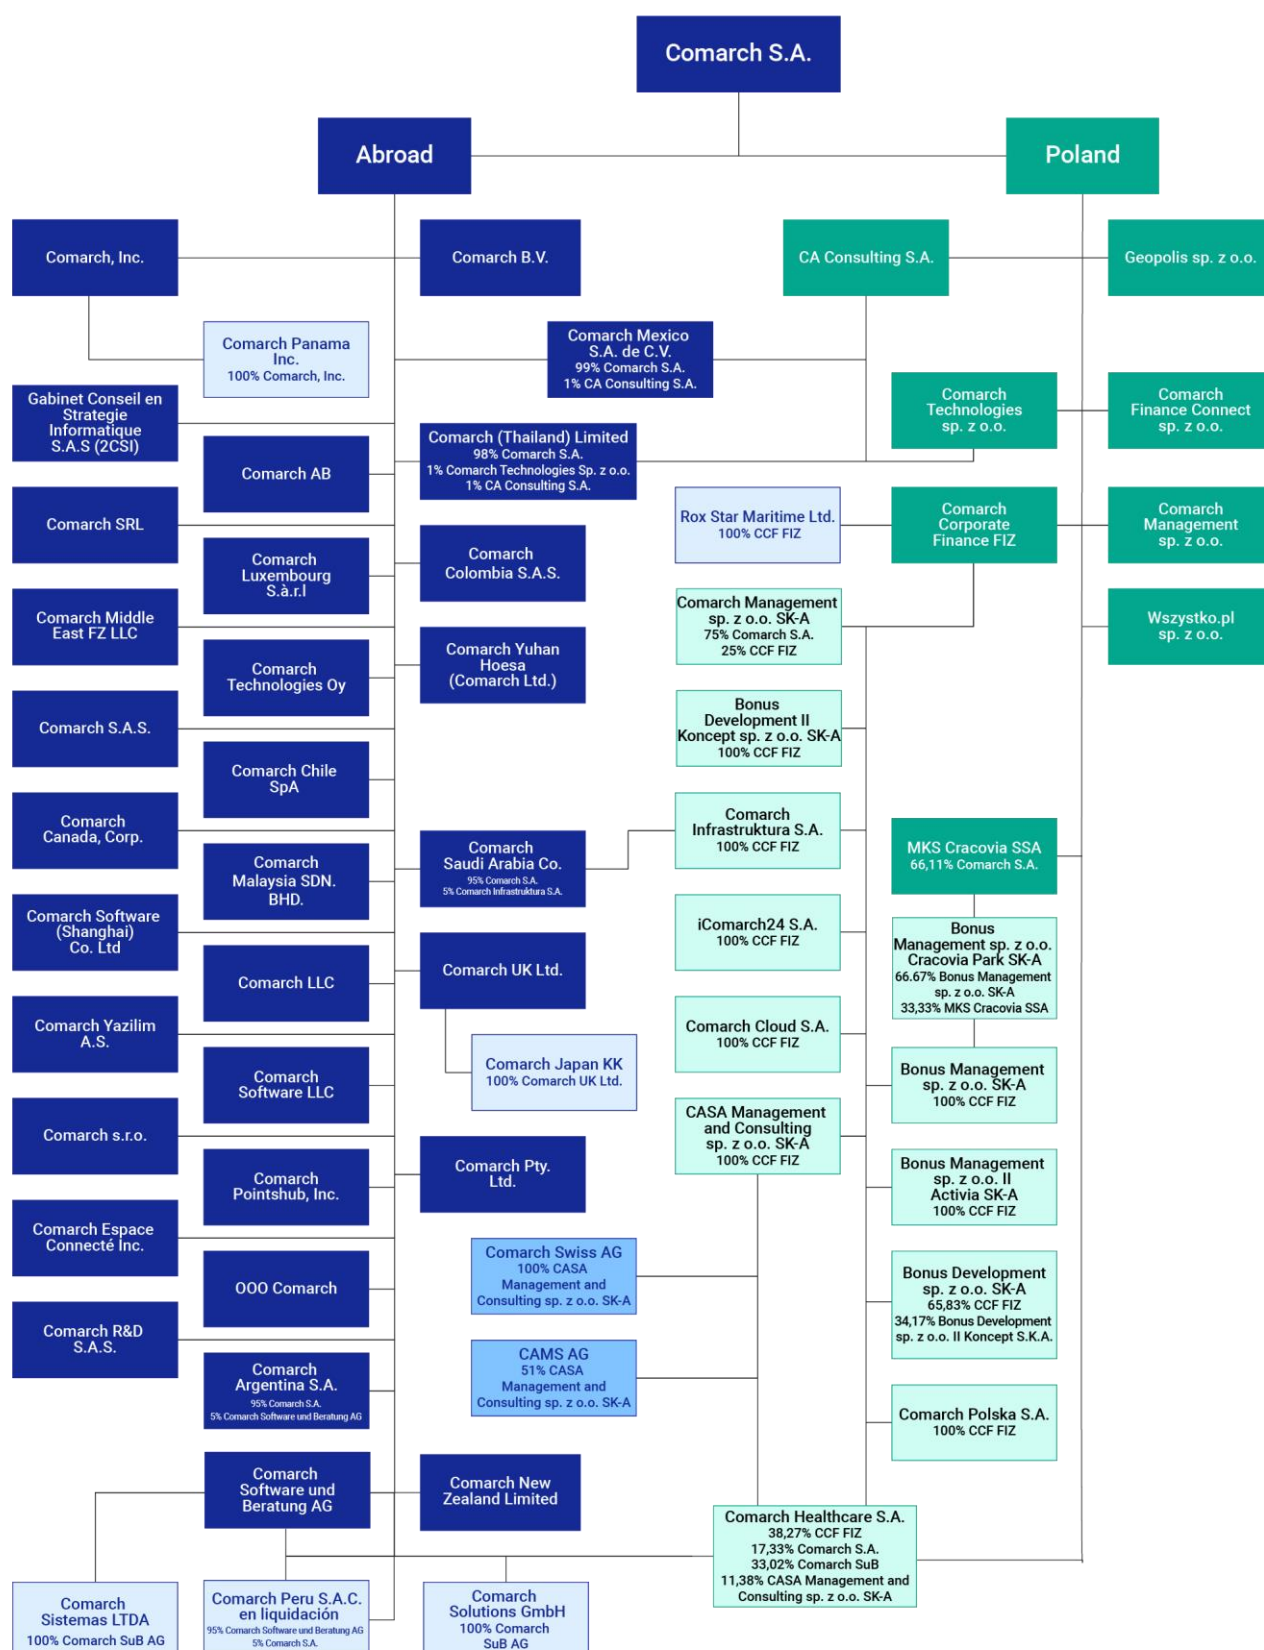 Comarch S.A.
Abroad
Poland
Comarch, Inc.
Comarch B.V.
CA Consulting S.A.
Geopolis sp. z o.o.
Comarch Panama
Inc.
100% Comarch, Inc.
Comarch Mexico
S.A. de C.V.
99% Comarch S.A.
1% CA Consulting S.A.
Gabinet Conseil en
Strategie
Informatique
S.A.S (2CSI)
Comarch
Technologies
sp. z o.o.
Comarch
Finance Connect
sp. z o.o.
Comarch AB
Comarch (Thailand) Limited
98% Comarch S.A.
1% Comarch Technologies Sp. z o.o.
1% CA Consulting S.A.
Comarch SRL
Rox Star Maritime Ltd.
100% CCF FIZ
Comarch
Corporate
Finance FIZ
Comarch
Management
sp. z o.o.
Comarch
Luxembourg
S.à.r.l
Comarch
Colombia S.A.S.
Comarch Middle
East FZ LLC
Comarch Management
sp. z o.o. SK-A
75% Comarch S.A.
25% CCF FIZ
Wszystko.pl
sp. z o.o.
Comarch
Technologies Oy
Comarch Yuhan
Hoesa
(Comarch Ltd.)
Comarch S.A.S.
Bonus
Development II
Koncept sp. z o.o. SK-A
100% CCF FIZ
Comarch Chile
SpA
Comarch
Canada, Corp.
Comarch
Infrastruktura S.A.
100% CCF FIZ
Comarch
Malaysia SDN.
BHD.
Comarch
Saudi Arabia Co.
95% Comarch S.A.
5% Comarch Infrastruktura S.A.
MKS Cracovia SSA
66,11% Comarch S.A.
Comarch Software
(Shanghai)
Co. Ltd
iComarch24 S.A.
100% CCF FIZ
Bonus
Management sp. z o.o.
Cracovia Park SK-A
66.67% Bonus Management
sp. z o.o. SK-A
33,33% MKS Cracovia SSA
Comarch LLC
Comarch UK Ltd.
Comarch Yazilim
A.S.
Comarch Cloud S.A.
100% CCF FIZ
Comarch
Software LLC
Comarch Japan KK
100% Comarch UK Ltd.
Bonus Management
sp. z o.o. SK-A
100% CCF FIZ
Comarch s.r.o.
CASA Management
and Consulting
sp. z o.o. SK-A
100% CCF FIZ
Comarch
Pointshub, Inc.
Comarch Pty.
Ltd.
Bonus Management
sp. z o.o. II
Activia SK-A
100% CCF FIZ
Comarch Espace
Connecté Inc.
OOO Comarch
Comarch Swiss AG
100% CASA
Management and
Consulting sp. z o.o. SK-A
Bonus Development
sp. z o.o. SK-A
65,83% CCF FIZ
34,17% Bonus Development
sp. z o.o. II Koncept S.K.A.
Comarch R&D
S.A.S.
Comarch
Argentina S.A.
95% Comarch S.A.
5% Comarch Software und Beratung AG
CAMS AG
51% CASA
Management and
Consulting sp. z o.o. SK-A
Comarch Polska S.A.
100% CCF FIZ
Comarch
Software und
Beratung AG
Comarch New
Zealand Limited
Comarch Healthcare S.A.
38,27% CCF FIZ
17,33% Comarch S.A.
33,02% Comarch SuB
11,38% CASA Management and
Consulting sp. z o.o. SK-A
Comarch
Sistemas LTDA
100% Comarch SuB AG
Comarch Peru S.A.C.
en liquidación
95% Comarch Software und Beratung AG
5% Comarch S.A.
Comarch
Solutions GmbH
100% Comarch
SuB AG